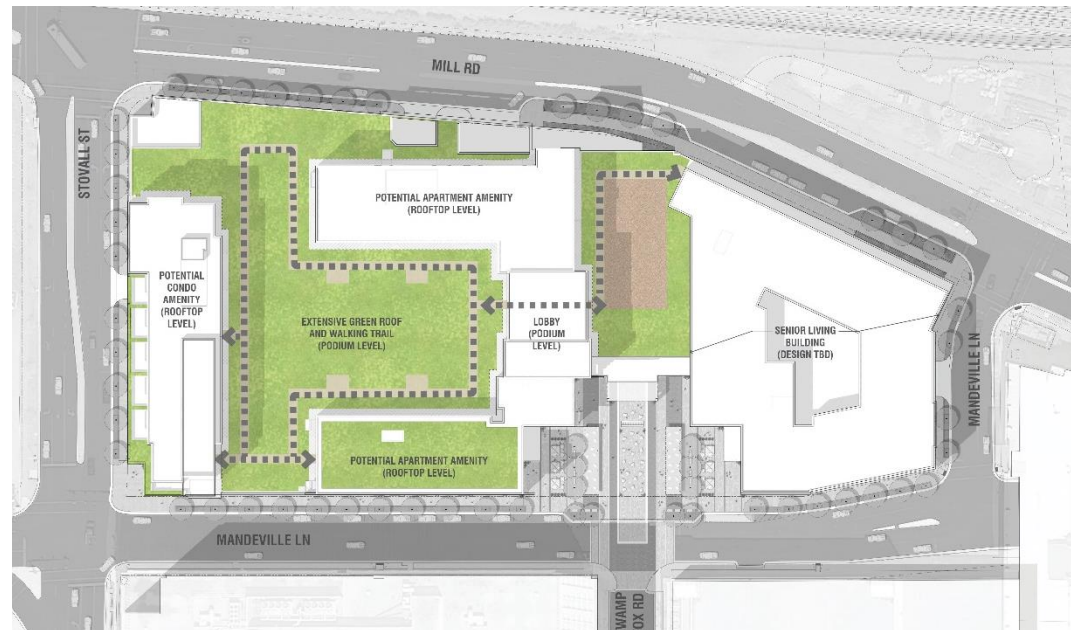 MILL RD
STOVALL ST
POTENTIAL APARTMENT AMENITY
(ROOFTOP LEVEL)
POTENTIAL
CONDO
AMENITY
(ROOFTOP
LEVEL)
EXTENSIVE GREEN ROOF
AND WALKING TRAIL
(PODIUM LEVEL)
LOBBY
(PODIUM
LEVEL)
SENIOR LIVING
BUILDING
(DESIGN TBD)
MANDEVILLE LN
POTENTIAL APARTMENT AMENITY
(ROOFTOP LEVEL)
MANDEVILLE LN
WAMP
OX RD